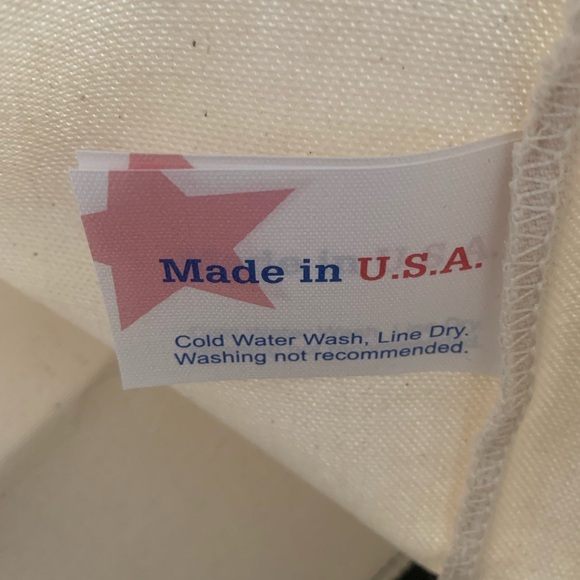 Made in U.S.A.
Cold Water Wash, Line Dry.
Washing not recommended.